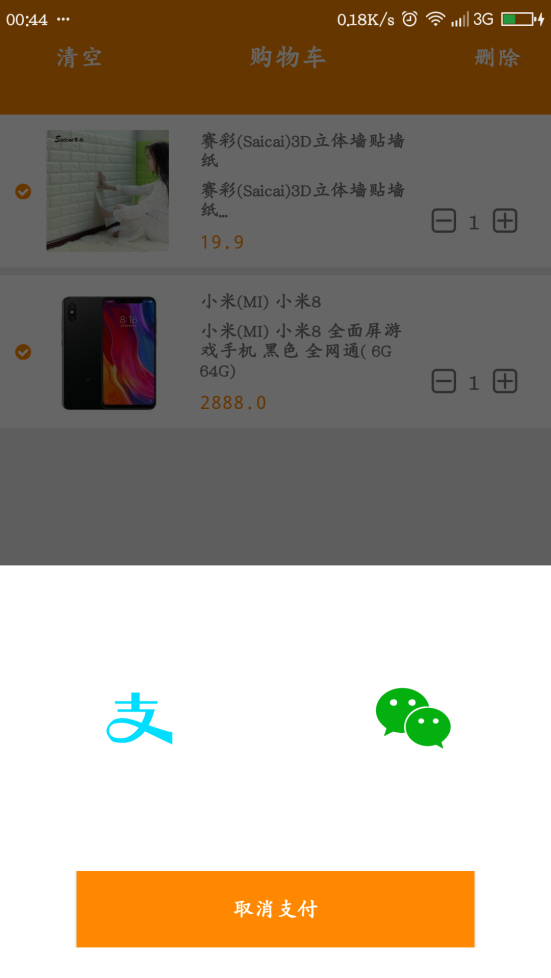 00:44 ... 0.18K/s 3G
清空 购物车 删除
赛彩(Saicai)3D立体墙贴墙
纸
赛彩(Saicai)3D立体墙贴墙
纸...
1
19.9
8:16
小米(MI) 小米8
小米(MI) 小米8 全面屏游
戏手机 黑色 全网通( 6G
64G)
1
2888.0
支
取消支付